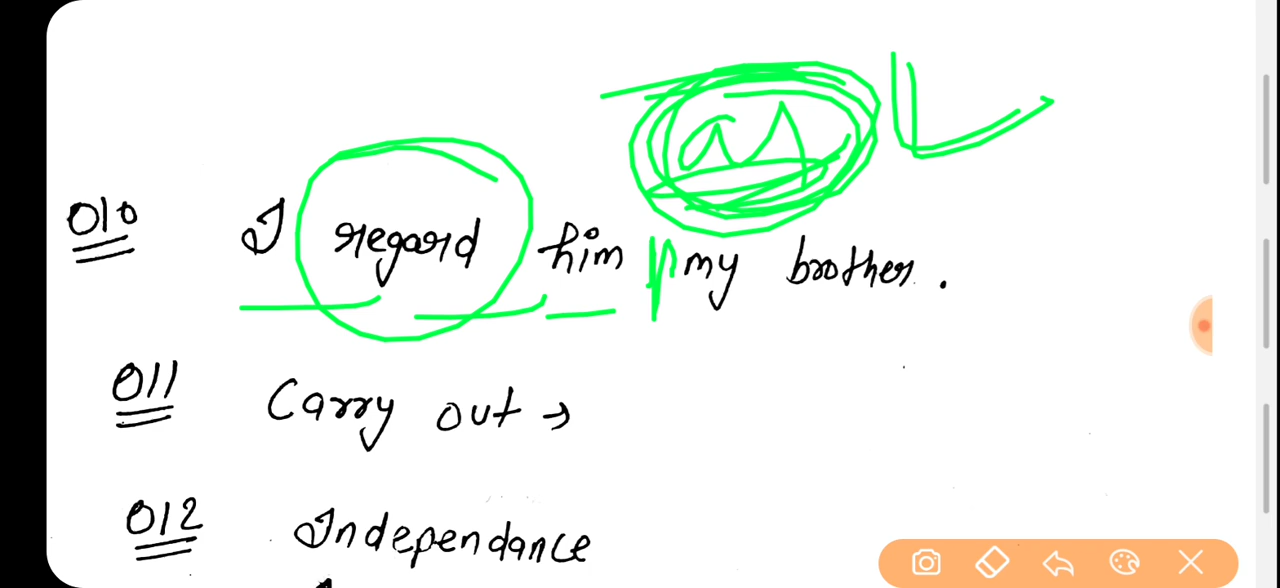 as
010 I regard him my brother.
011 Carry out →
012 Independance